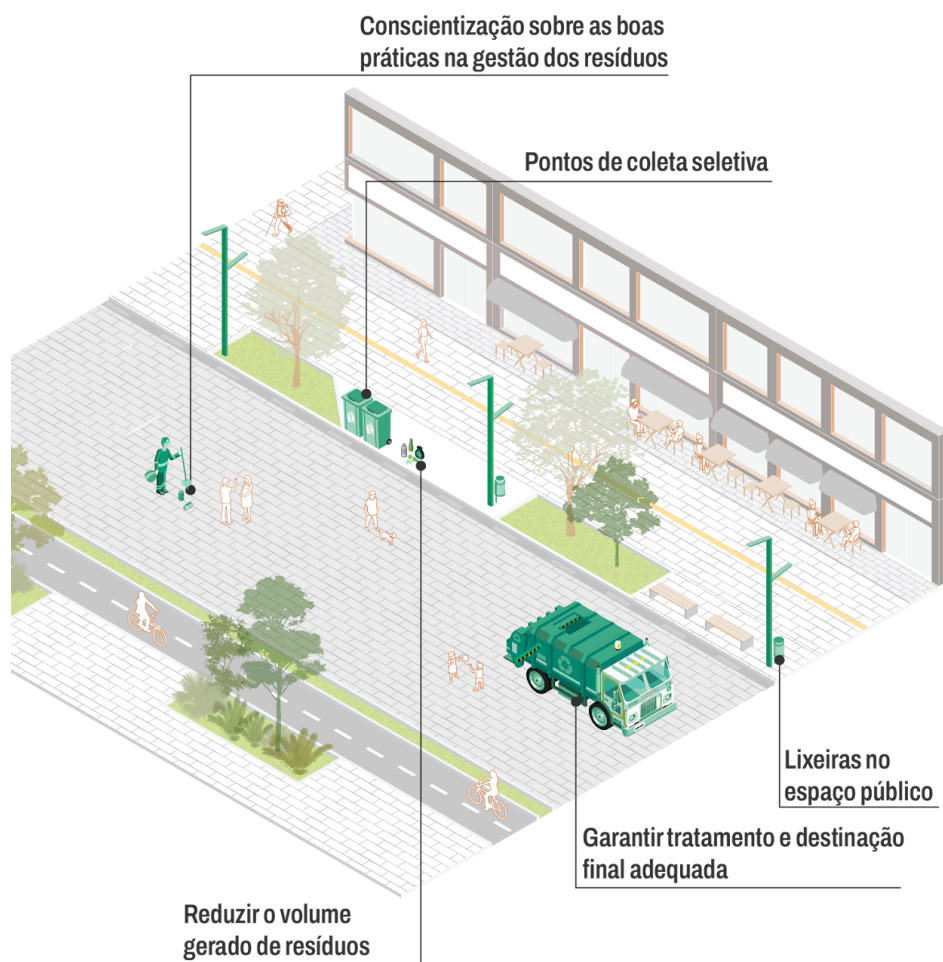 Conscientização sobre as boas
práticas na gestão dos resíduos
Pontos de coleta seletiva
Lixeiras no
espaço público
Garantir tratamento e destinação
final adequada
Reduzir o volume
gerado de resíduos